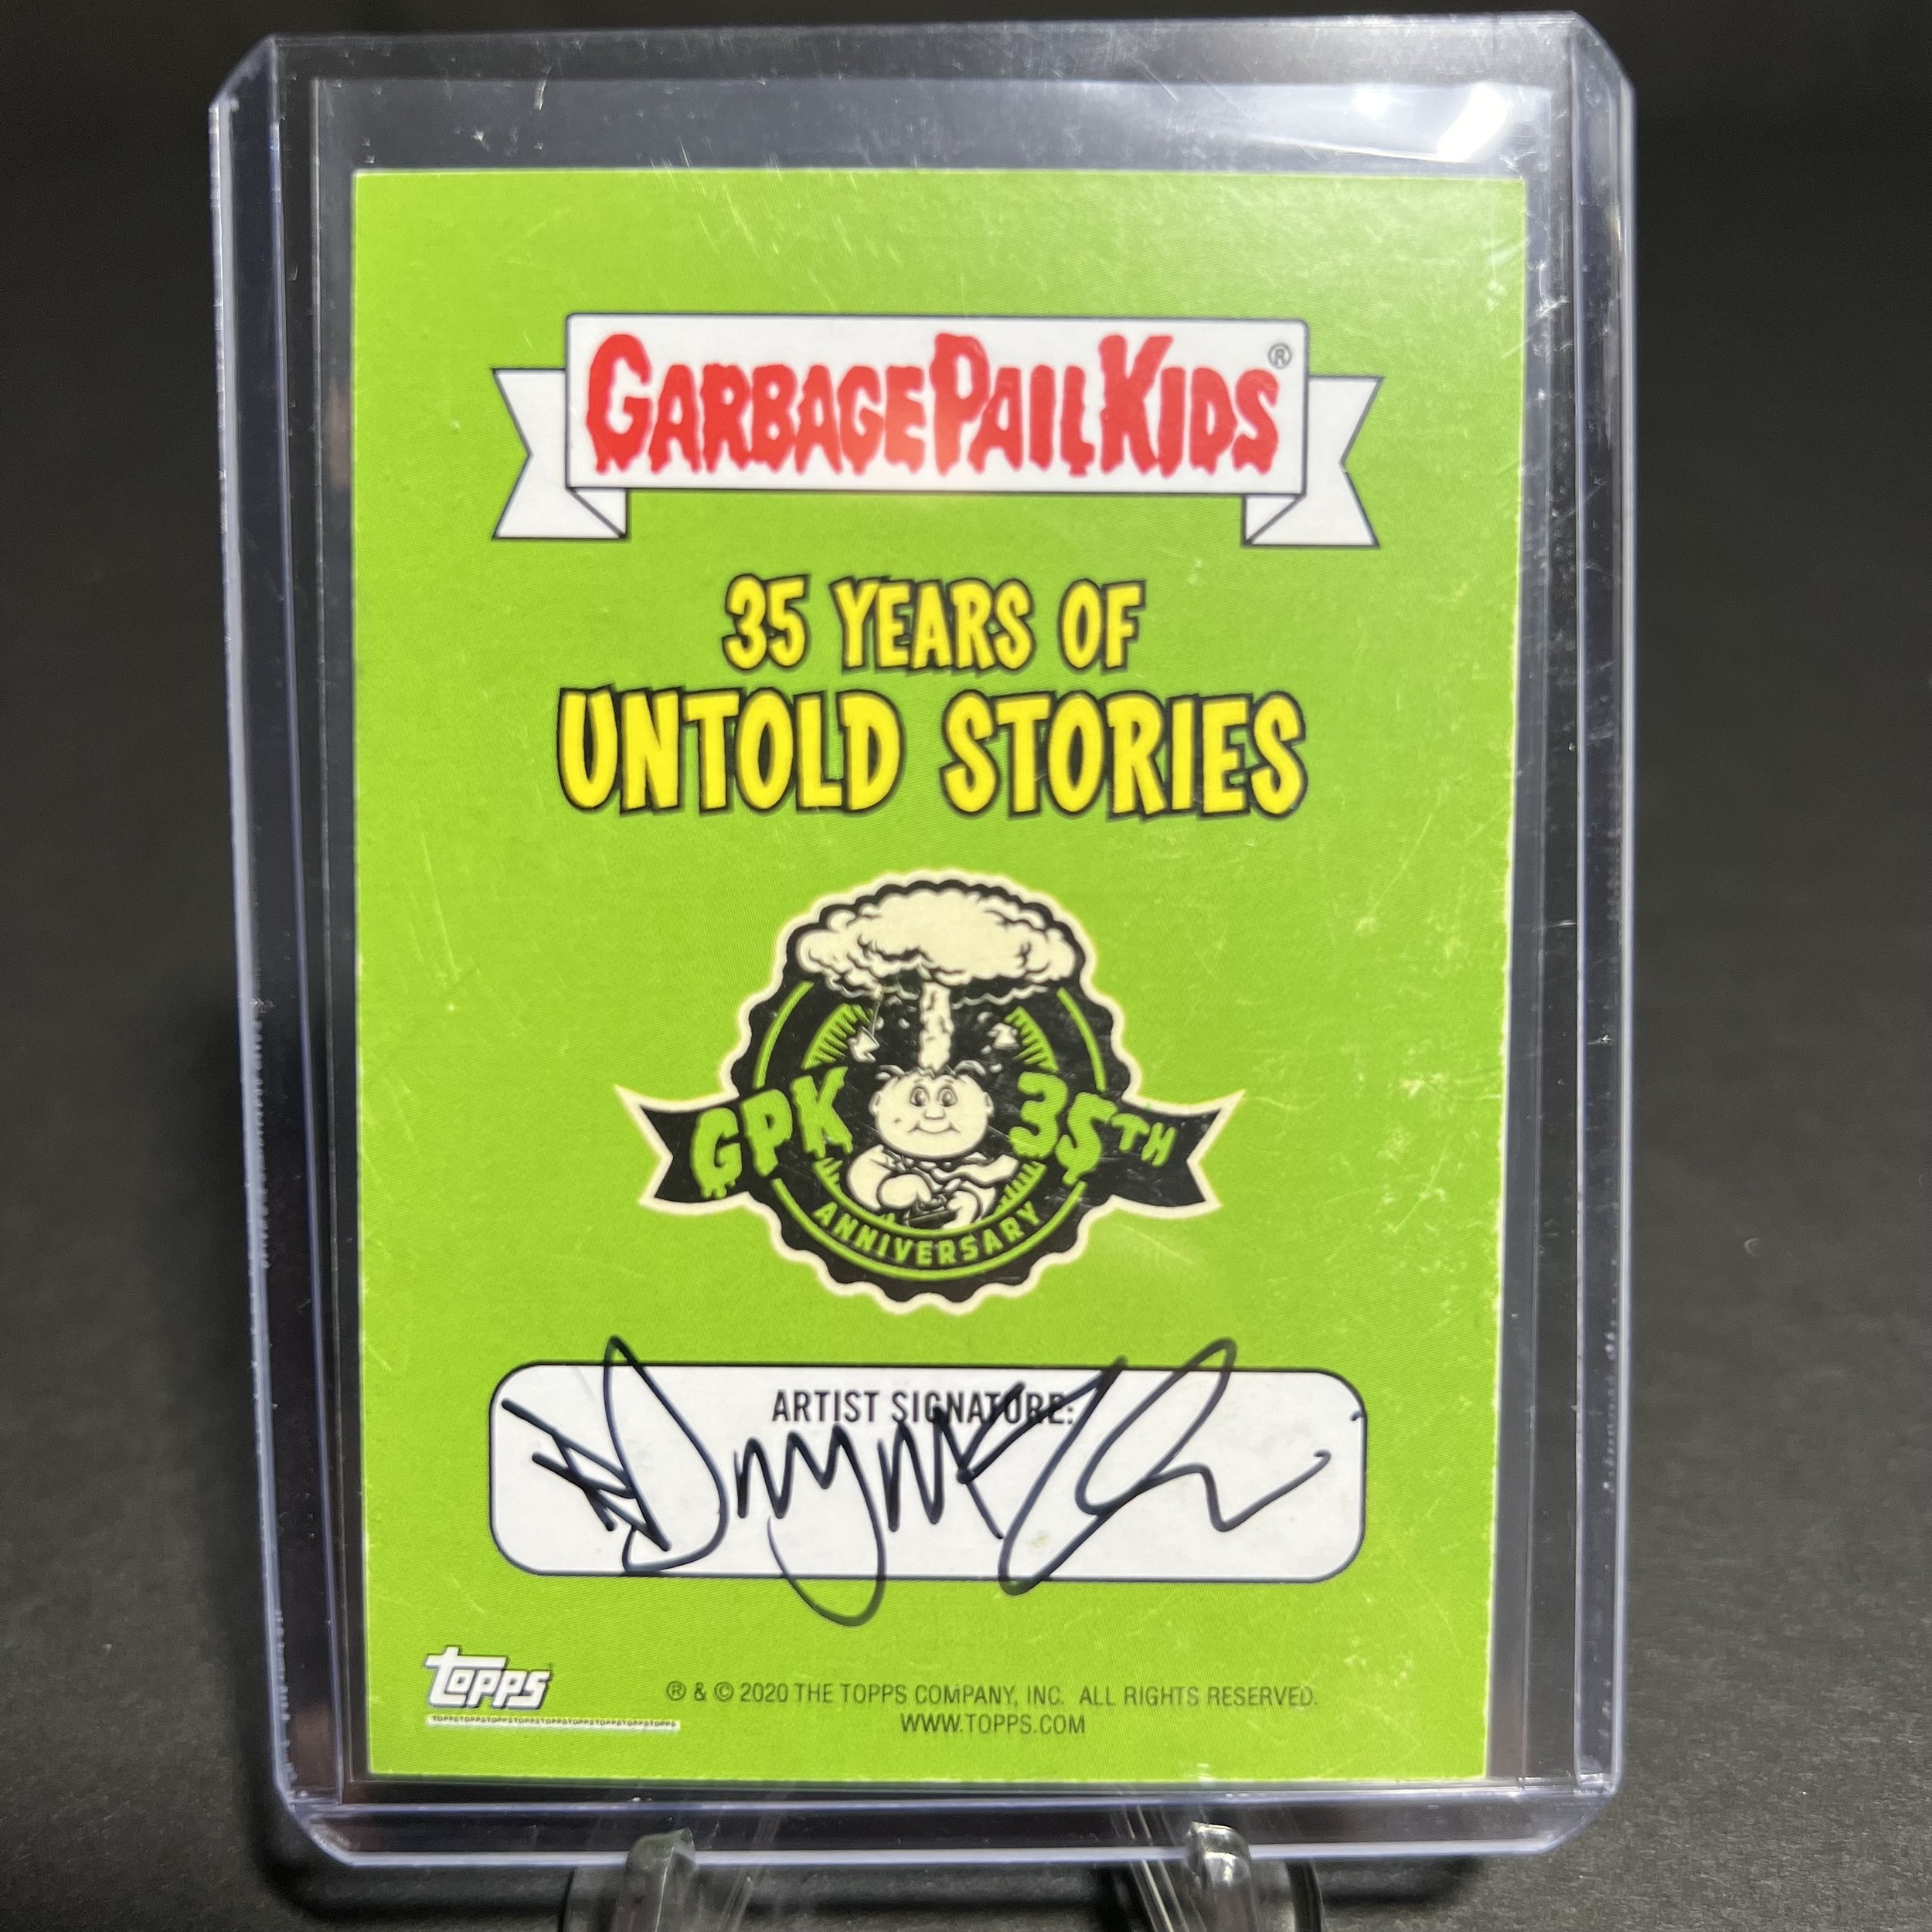 GARBAGE PAIL KIDS®
35 YEARS OF
UNTOLD STORIES
GPK 35TH
ANNIVERSARY
ARTIST SIGNATURE:
topps
TOPPSTOPPSTOPPSTOPPSTOPPSTOPPSTOPPSTOPPSTOPPS
® & © 2020 THE TOPPS COMPANY, INC. ALL RIGHTS RESERVED.
WWW.TOPPS.COM